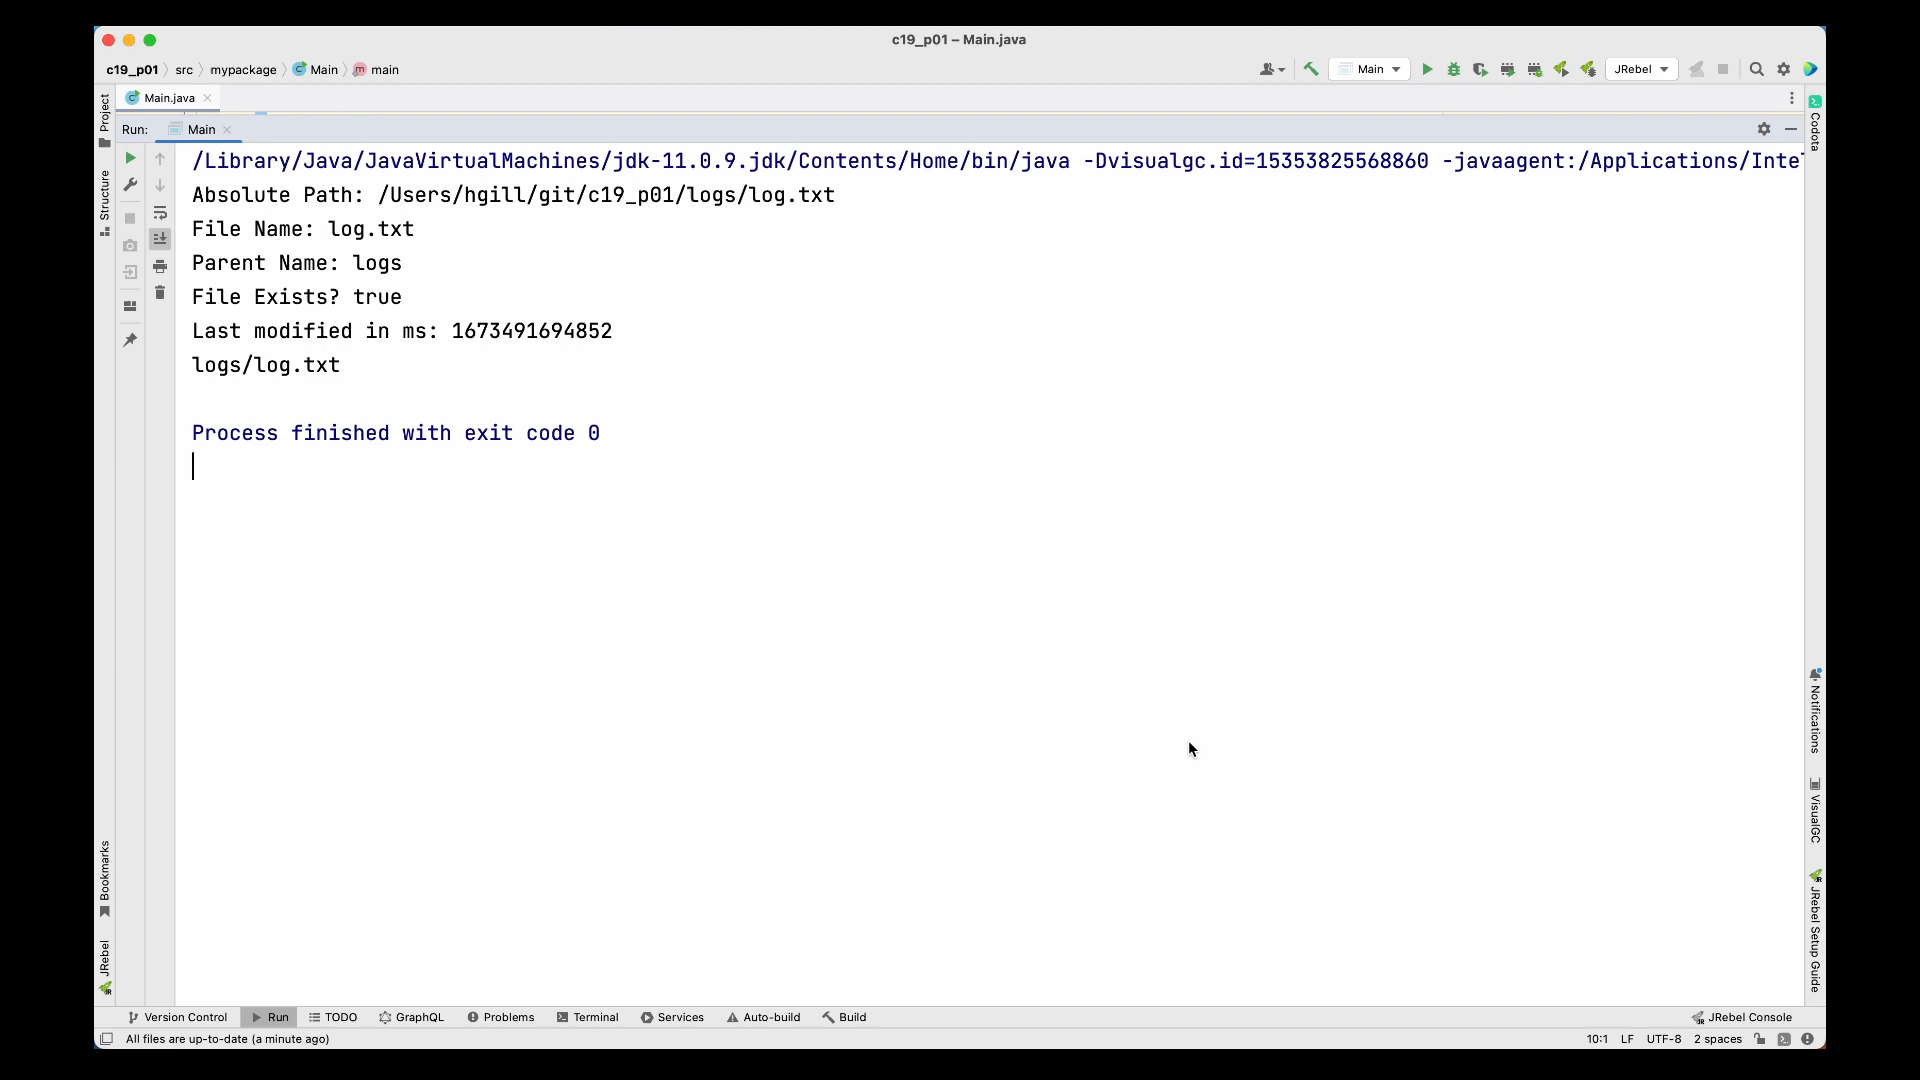 c19_p01 – Main.java
c19_p01 src mypackage Main main
Main JRebel
Project
Main.java
Codota
Run: Main
Structure
/Library/Java/JavaVirtualMachines/jdk-11.0.9.jdk/Contents/Home/bin/java -Dvisualgc.id=15353825568860 -javaagent:/Applications/Inte
Absolute Path: /Users/hgill/git/c19_p01/logs/log.txt
File Name: log.txt
Parent Name: logs
File Exists? true
Last modified in ms: 1673491694852
logs/log.txt
Process finished with exit code 0
Notifications
VisualGC
Bookmarks
JRebel Setup Guide
JRebel
Version Control Run TODO GraphQL Problems Terminal Services Auto-build Build JRebel Console
All files are up-to-date (a minute ago) 10:1 LF UTF-8 2 spaces